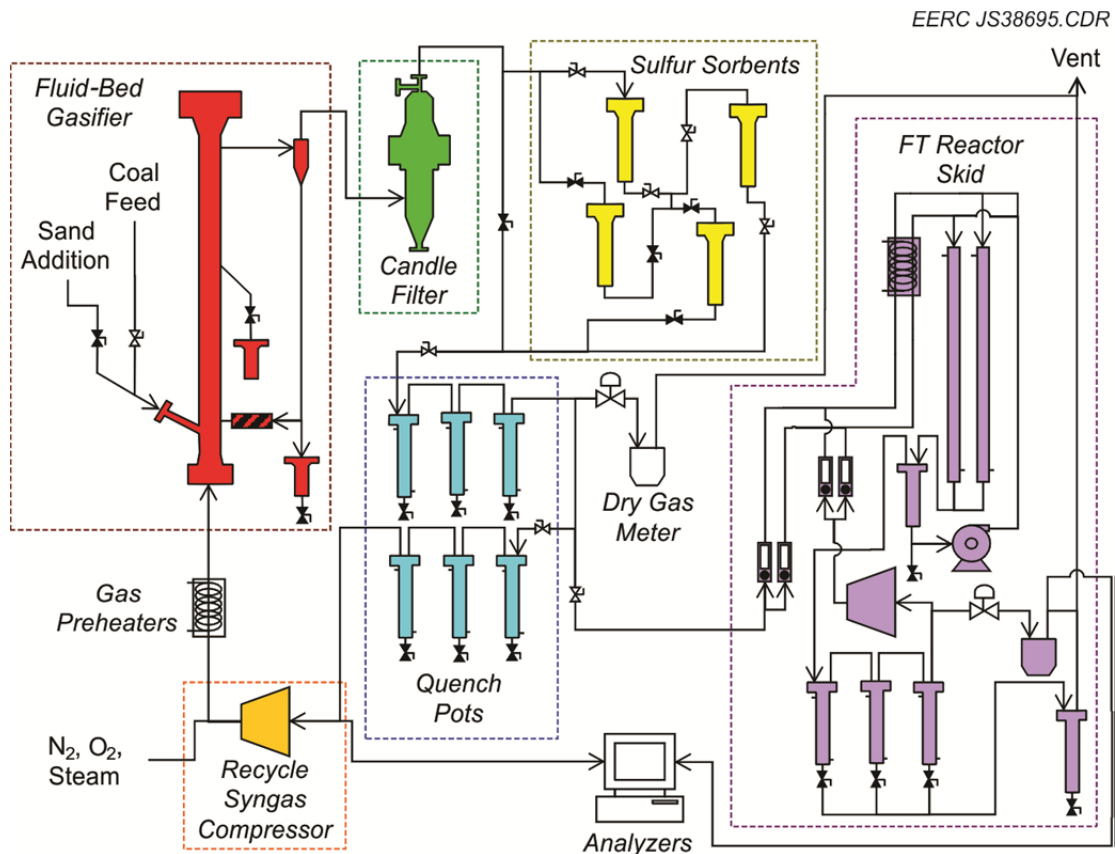 EERC JS38695.CDR
Vent
Fluid-Bed
Gasifier
Coal
Feed
Sand
Addition
Candle
Filter
Sulfur Sorbents
FT Reactor
Skid
Dry Gas
Meter
Gas
Preheaters
Quench
Pots
N₂, O₂,
Steam
Recycle
Syngas
Compressor
Analyzers